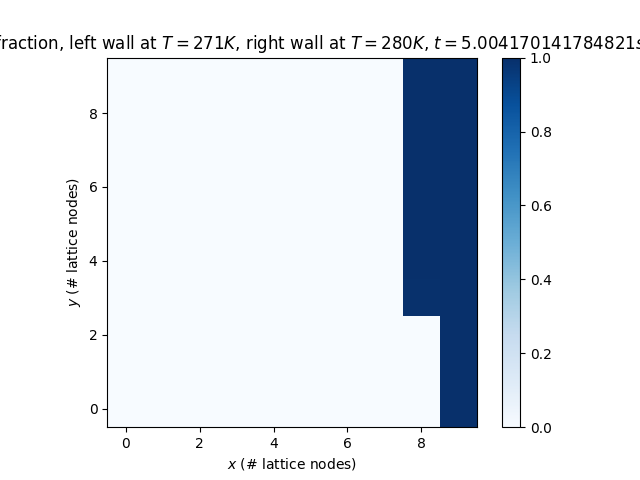 fraction, left wall at T = 271K, right wall at T = 280K, t = 5.004170141784821s
1.0
8
0.8
6
0.6
4
0.4
2
0.2
0
0.0
0 2 4 6 8
x (# lattice nodes)
y (# lattice nodes)